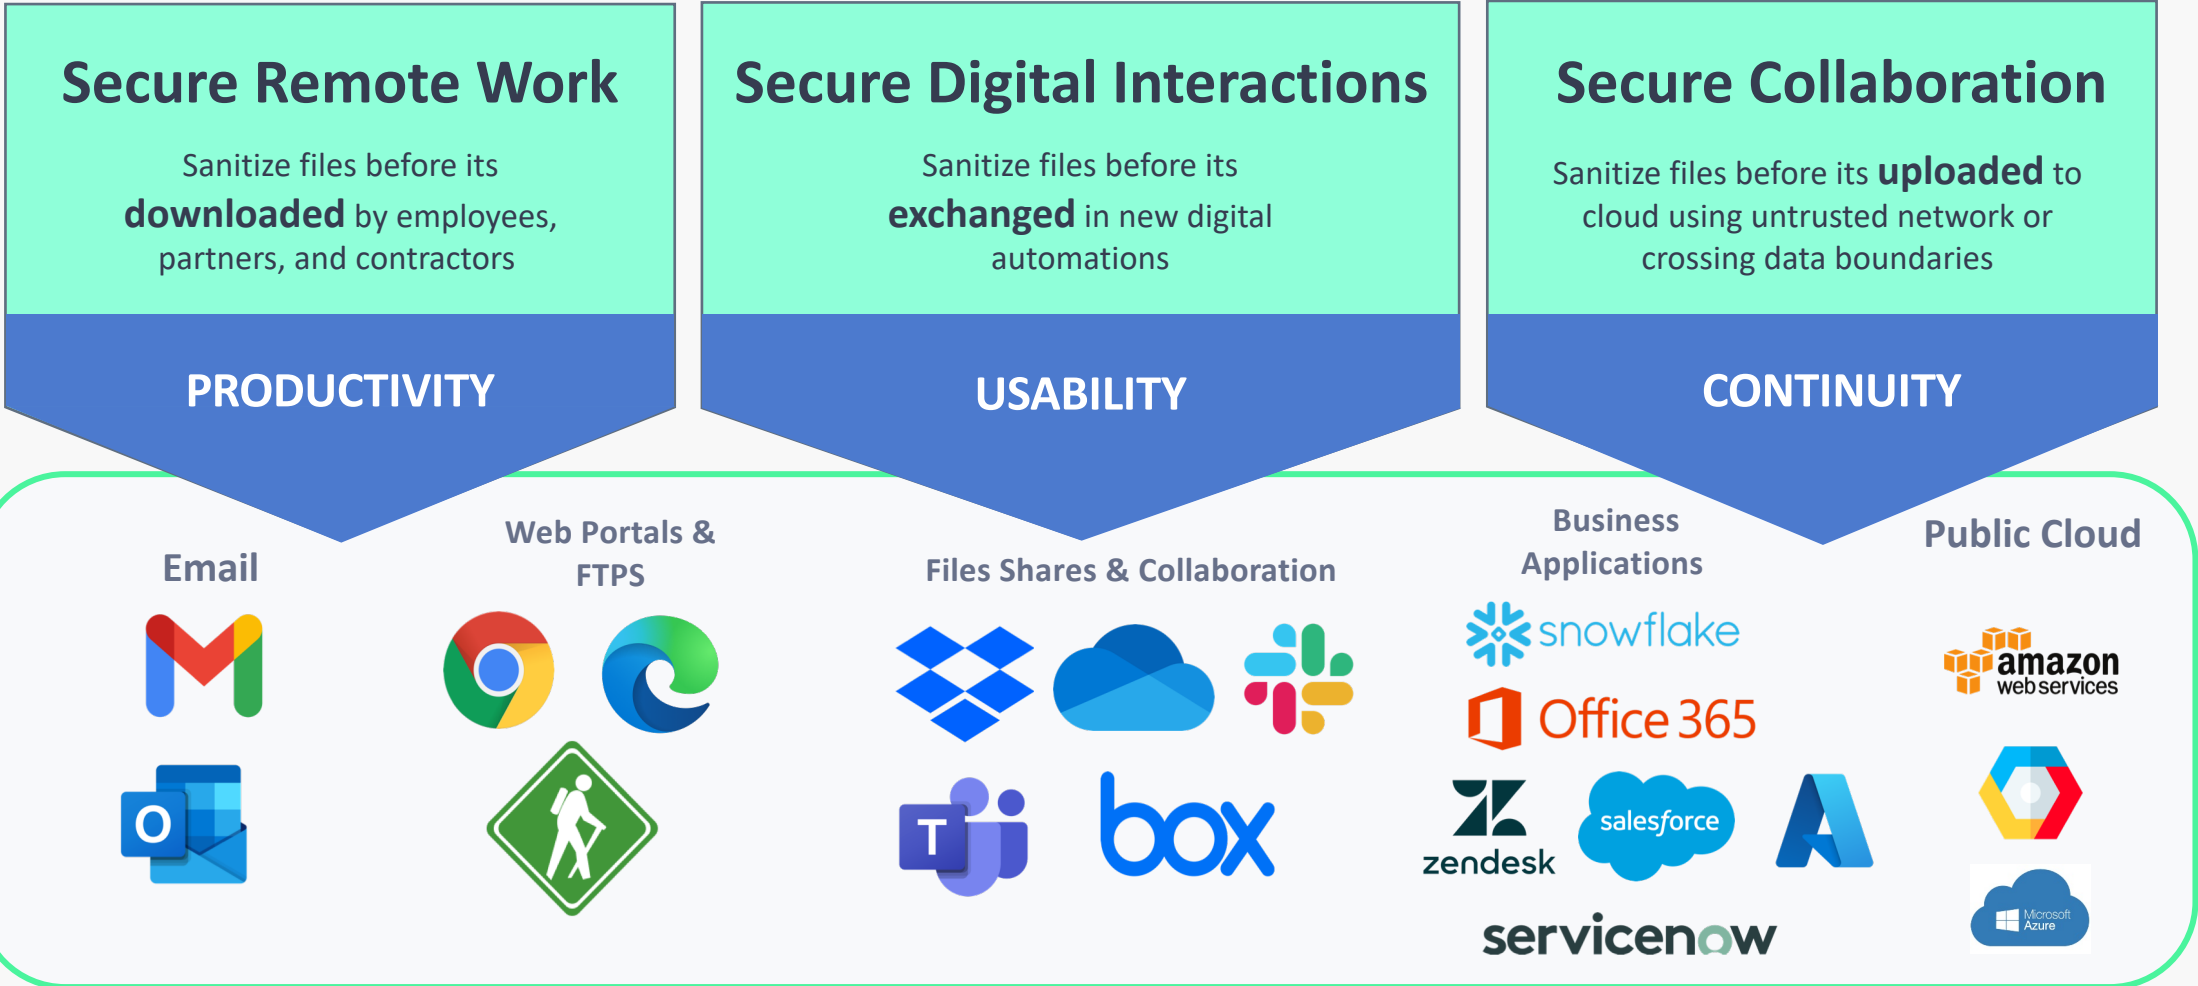 Secure Remote Work
Sanitize files before its
downloaded by employees,
partners, and contractors
PRODUCTIVITY
Secure Digital Interactions
Sanitize files before its
exchanged in new digital
automations
USABILITY
Secure Collaboration
Sanitize files before its uploaded to
cloud using untrusted network or
crossing data boundaries
CONTINUITY
Email
O
Web Portals &
FTPS
Files Shares & Collaboration
T
box
Business
Applications
snowflake
Office 365
zendesk
salesforce
servicenow
Public Cloud
amazon
webservices
Microsoft
Azure